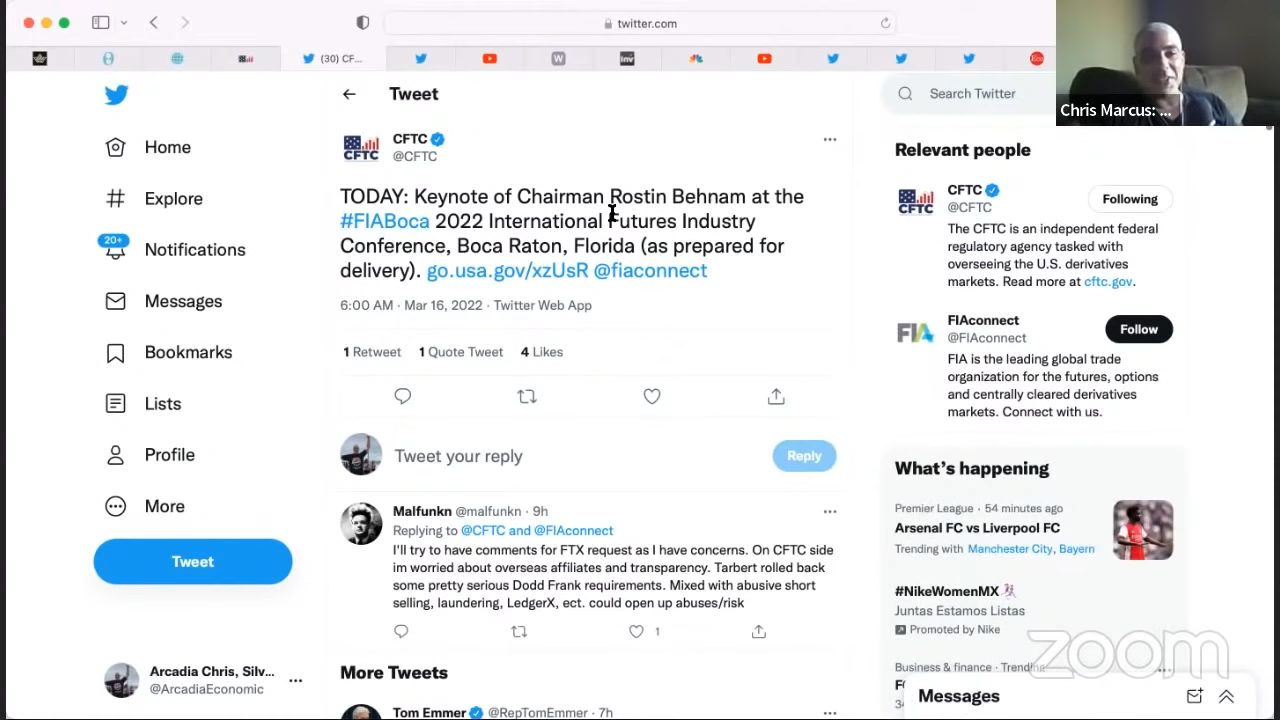 twitter.com
(30) CF...
W
Inv
Chris Marcus: ...
Home
Explore
20+
Notifications
Messages
Bookmarks
Lists
Profile
More
Tweet
Arcadia Chris, Silv...
@ArcadiaEconomic
Tweet
CFTC
CFTC
@CFTC
TODAY: Keynote of Chairman Rostin Behnam at the
#FIABoca 2022 International Futures Industry
Conference, Boca Raton, Florida (as prepared for
delivery). go.usa.gov/xzUsR @fiaconnect
6:00 AM · Mar 16, 2022 · Twitter Web App
1 Retweet 1 Quote Tweet 4 Likes
Tweet your reply
Reply
Malfunkn @malfunkn · 9h
Replying to @CFTC and @FIAconnect
I'll try to have comments for FTX request as I have concerns. On CFTC side
im worried about overseas affiliates and transparency. Tarbert rolled back
some pretty serious Dodd Frank requirements. Mixed with abusive short
selling, laundering, LedgerX, ect. could open up abuses/risk
1
More Tweets
Tom Emmer @RepTomEmmer · 7h
Search Twitter
Relevant people
CFTC
CFTC
@CFTC
Following
The CFTC is an independent federal
regulatory agency tasked with
overseeing the U.S. derivatives
markets. Read more at cftc.gov.
FIA
FIAconnect
@FIAconnect
Follow
FIA is the leading global trade
organization for the futures, options
and centrally cleared derivatives
markets. Connect with us.
What's happening
Premier League · 54 minutes ago
Arsenal FC vs Liverpool FC
Trending with Manchester City, Bayern
#NikeWomenMX
Juntas Estamos Listas
Promoted by Nike
Business & finance · Trending
zoom
Messages